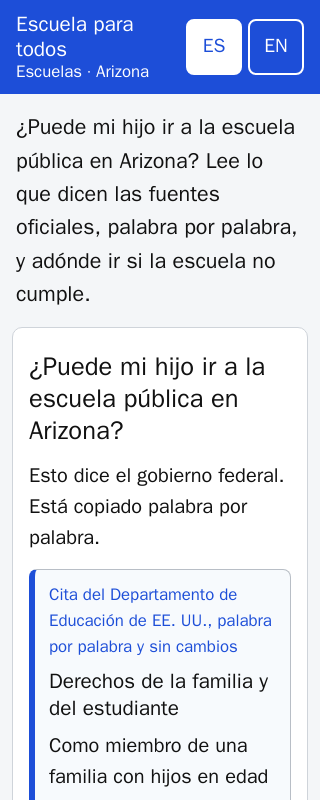 Escuela para
todos
Escuelas · Arizona
ES
EN
¿Puede mi hijo ir a la escuela
pública en Arizona? Lee lo
que dicen las fuentes
oficiales, palabra por palabra,
y adónde ir si la escuela no
cumple.
¿Puede mi hijo ir a la
escuela pública en
Arizona?
Esto dice el gobierno federal.
Está copiado palabra por
palabra.
Cita del Departamento de
Educación de EE. UU., palabra
por palabra y sin cambios
Derechos de la familia y
del estudiante
Como miembro de una
familia con hijos en edad